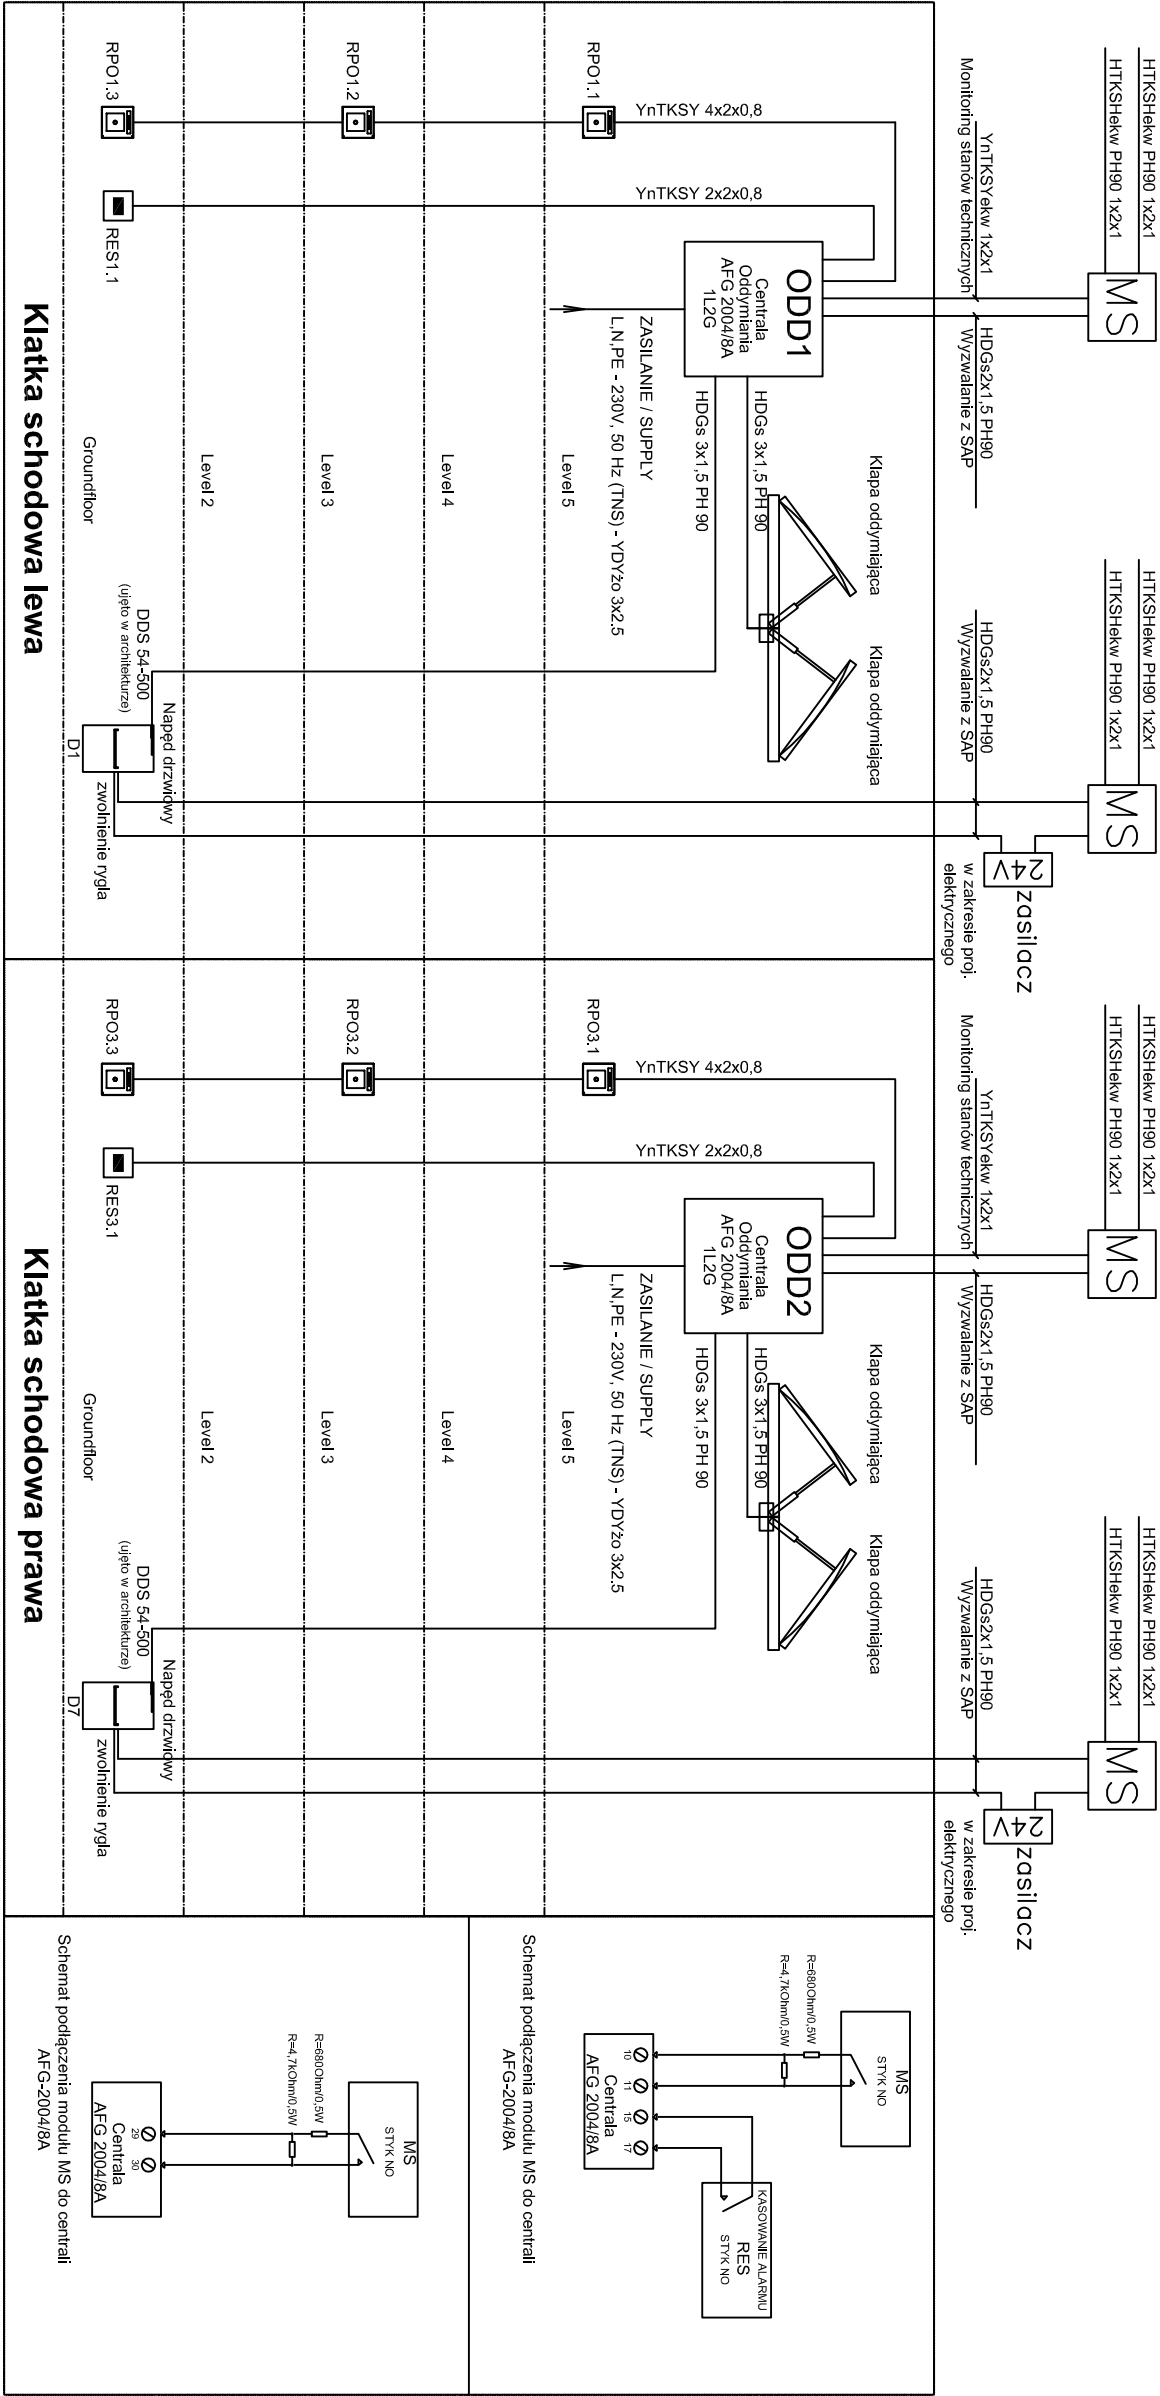 HTKSHekw PH90 1x2x1
HTKSHekw PH90 1x2x1
MS
YnTKSYekw 1x2x1
Monitoring stanów technicznych
HDGs2x1,5 PH90
Wyzwalanie z SAP
HTKSHekw PH90 1x2x1
HTKSHekw PH90 1x2x1
MS
HDGs2x1,5 PH90
Wyzwalanie z SAP
24V
zasilacz
w zakresie proj.
elektrycznego
YnTKSY 4x2x0,8
YnTKSY 2x2x0,8
ODD1
Centrala
Oddymiania
AFG 2004/8A
1L2G
Klapa oddymiająca
Klapa oddymiająca
HDGs 3x1,5 PH 90
HDGs 3x1,5 PH 90
ZASILANIE / SUPPLY
L,N,PE - 230V, 50 Hz (TNS) - YDYżo 3x2.5
RPO1.1
Level 5
Level 4
RPO1.2
Level 3
Level 2
RPO1.3
RES1.1
Groundfloor
DDS 54-500
(ujęto w architekturze)
Napęd drzwiowy
D1
zwolnienie rygla
Klatka schodowa lewa
HTKSHekw PH90 1x2x1
HTKSHekw PH90 1x2x1
MS
YnTKSYekw 1x2x1
Monitoring stanów technicznych
HDGs2x1,5 PH90
Wyzwalanie z SAP
HTKSHekw PH90 1x2x1
HTKSHekw PH90 1x2x1
MS
HDGs2x1,5 PH90
Wyzwalanie z SAP
24V
zasilacz
w zakresie proj.
elektrycznego
YnTKSY 4x2x0,8
YnTKSY 2x2x0,8
ODD2
Centrala
Oddymiania
AFG 2004/8A
1L2G
Klapa oddymiająca
Klapa oddymiająca
HDGs 3x1,5 PH 90
HDGs 3x1,5 PH 90
ZASILANIE / SUPPLY
L,N,PE - 230V, 50 Hz (TNS) - YDYżo 3x2.5
RPO3.1
Level 5
Level 4
RPO3.2
Level 3
Level 2
RPO3.3
RES3.1
Groundfloor
DDS 54-500
(ujęto w architekturze)
Napęd drzwiowy
D7
zwolnienie rygla
Klatka schodowa prawa
MS
STYK NO
R=680Ohm/0,5W
R=4,7kOhm/0,5W
KASOWANIE ALARMU
RES
STYK NO
10 11 15 17
Centrala
AFG 2004/8A
Schemat podłączenia modułu MS do centrali
AFG-2004/8A
MS
STYK NO
R=680Ohm/0,5W
R=4,7kOhm/0,5W
29 30
Centrala
AFG 2004/8A
Schemat podłączenia modułu MS do centrali
AFG-2004/8A